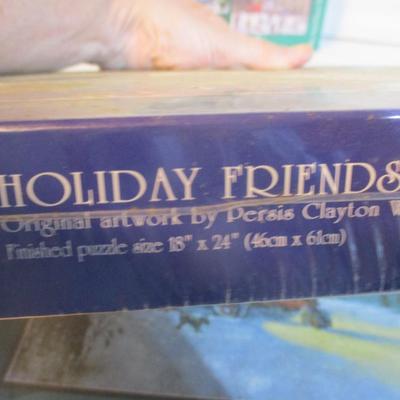 HOLIDAY FRIENDS
Original artwork by Persis Clayton W
Finished puzzle size 18" x 24" (46cm x 61cm)